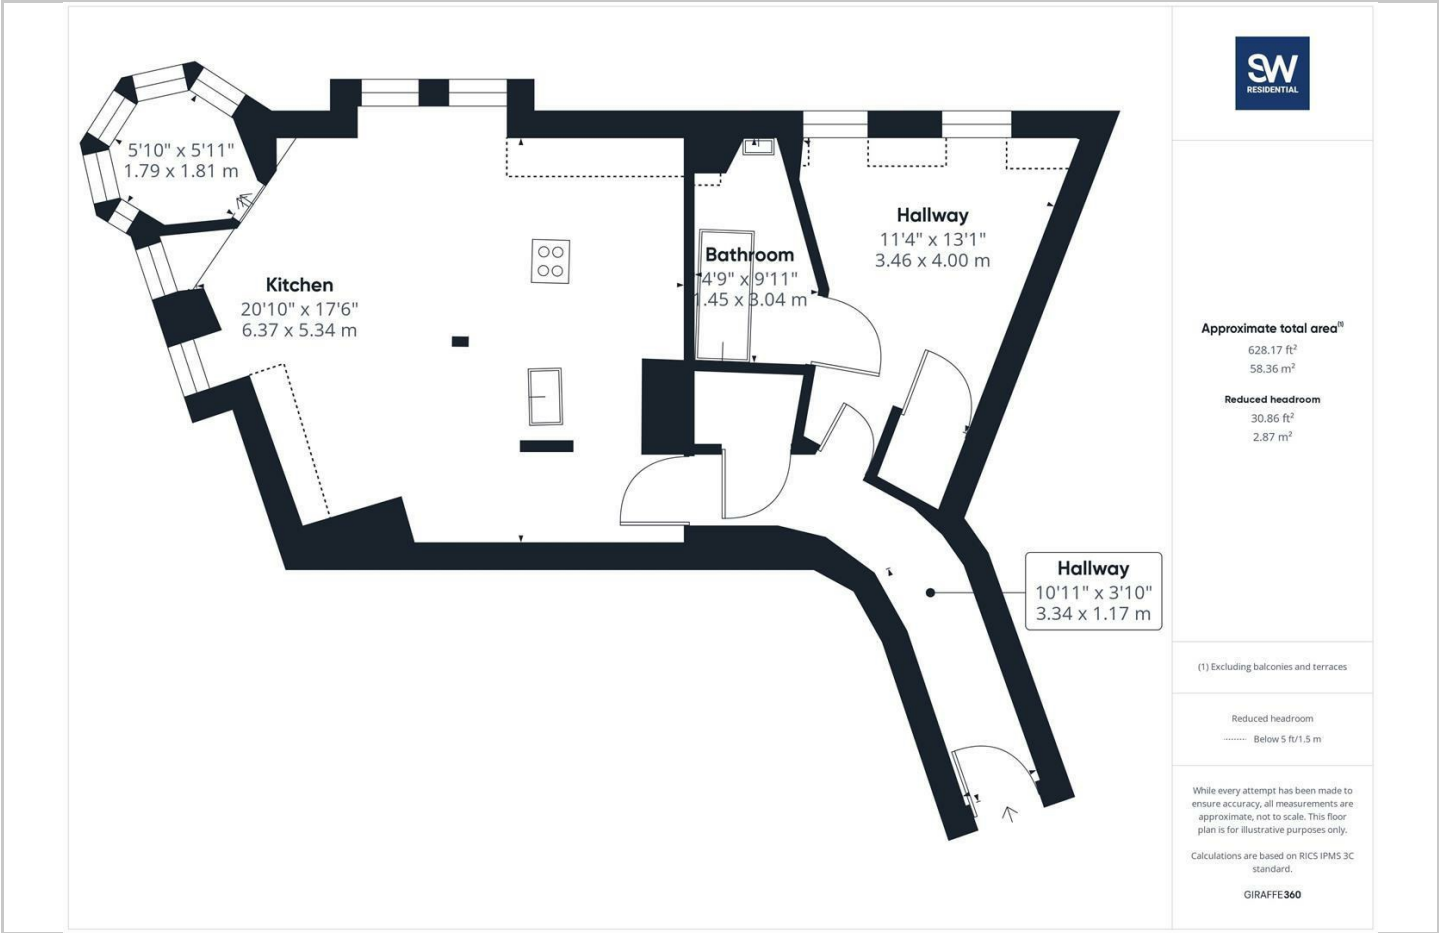 SW
RESIDENTIAL
5'10" x 5'11"
1.79 x 1.81 m
Kitchen
20'10" x 17'6"
6.37 x 5.34 m
Bathroom
4'9" x 9'11"
1.45 x 3.04 m
Hallway
11'4" x 13'1"
3.46 x 4.00 m
Hallway
10'11" x 3'10"
3.34 x 1.17 m
Approximate total area(1)
628.17 ft²
58.36 m²
Reduced headroom
30.86 ft²
2.87 m²
(1) Excluding balconies and terraces
Reduced headroom
Below 5 ft/1.5 m
While every attempt has been made to
ensure accuracy, all measurements are
approximate, not to scale. This floor
plan is for illustrative purposes only.
Calculations are based on RICS IPMS 3C
standard.
GIRAFFE360